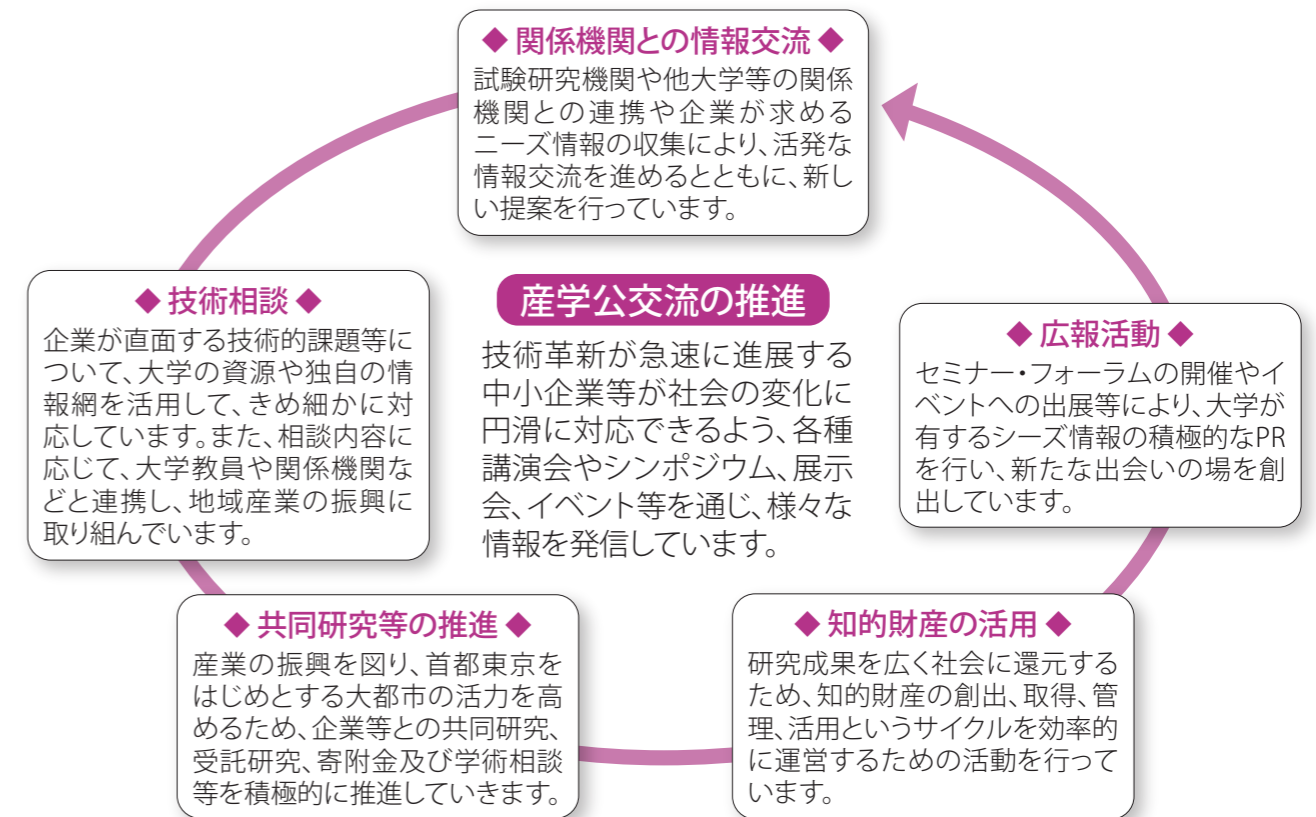 ◆ 関係機関との情報交流 ◆
試験研究機関や他大学等の関係
機関との連携や企業が求める
ニーズ情報の収集により、活発な
情報交流を進めるとともに、新し
い提案を行っています。
◆ 技術相談 ◆
企業が直面する技術的課題等に
ついて、大学の資源や独自の情
報網を活用して、きめ細かに対
応しています。また、相談内容に
応じて、大学教員や関係機関な
どと連携し、地域産業の振興に
取り組んでいます。
産学公交流の推進
技術革新が急速に進展する
中小企業等が社会の変化に
円滑に対応できるよう、各種
講演会やシンポジウム、展示
会、イベント等を通じ、様々な
情報を発信しています。
◆ 広報活動 ◆
セミナー・フォーラムの開催やイ
ベントへの出展等により、大学が
有するシーズ情報の積極的なPR
を行い、新たな出会いの場を創
出しています。
◆ 共同研究等の推進 ◆
産業の振興を図り、首都東京を
はじめとする大都市の活力を高
めるため、企業等との共同研究、
受託研究、寄附金及び学術相談
等を積極的に推進していきます。
◆ 知的財産の活用 ◆
研究成果を広く社会に還元する
ため、知的財産の創出、取得、管
理、活用というサイクルを効率的
に運営するための活動を行って
います。